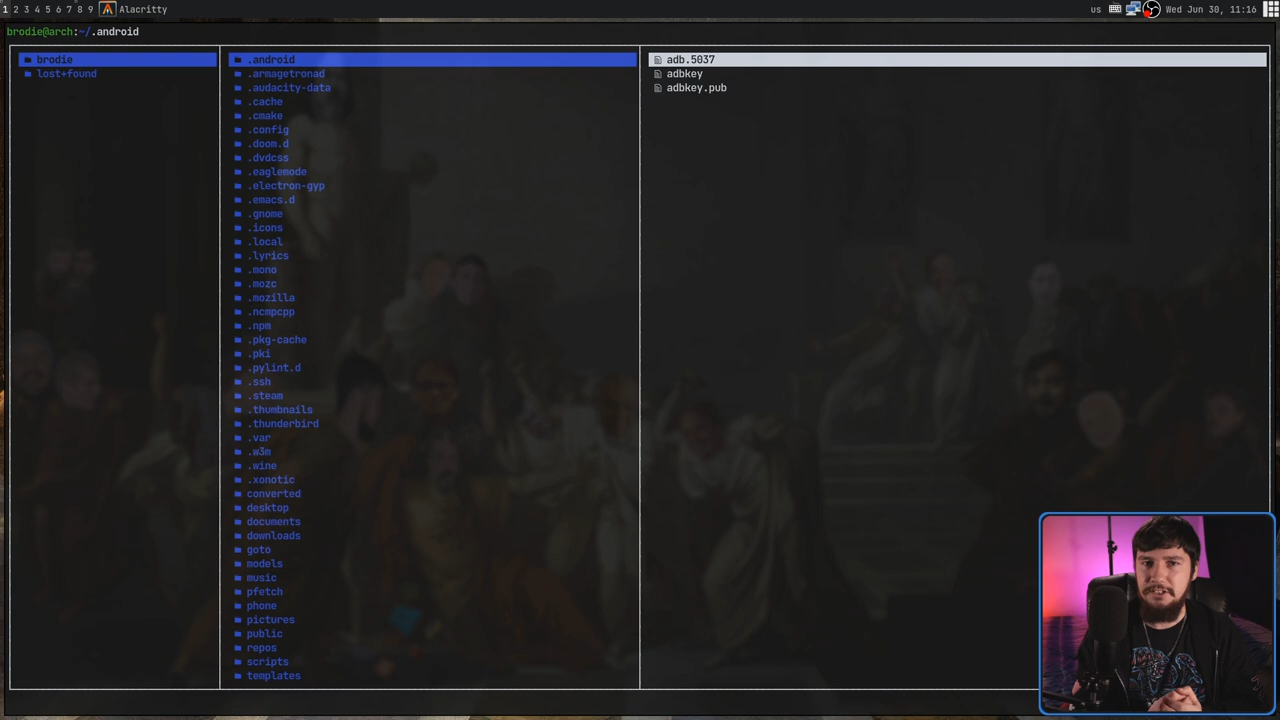 1 2 3 4 5 6 7 8 9 Alacritty us Wed Jun 30, 11:16
brodie@arch:~/.android
brodie
lost+found
.android
.armagetronad
.audacity-data
.cache
.cmake
.config
.doom.d
.dvdcss
.eaglemode
.electron-gyp
.emacs.d
.gnome
.icons
.local
.lyrics
.mono
.mozc
.mozilla
.ncmpcpp
.npm
.pkg-cache
.pki
.pylint.d
.ssh
.steam
.thumbnails
.thunderbird
.var
.w3m
.wine
.xonotic
converted
desktop
documents
downloads
goto
models
music
pfetch
phone
pictures
public
repos
scripts
templates
adb.5037
adbkey
adbkey.pub